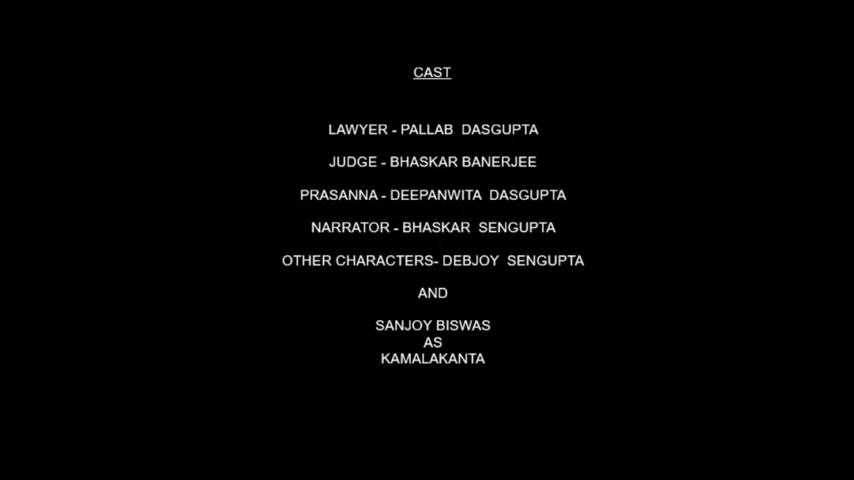 CAST
LAWYER - PALLAB DASGUPTA
JUDGE - BHASKAR BANERJEE
PRASANNA - DEEPANWITA DASGUPTA
NARRATOR - BHASKAR SENGUPTA
OTHER CHARACTERS- DEBJOY SENGUPTA
AND
SANJOY BISWAS
AS
KAMALAKANTA